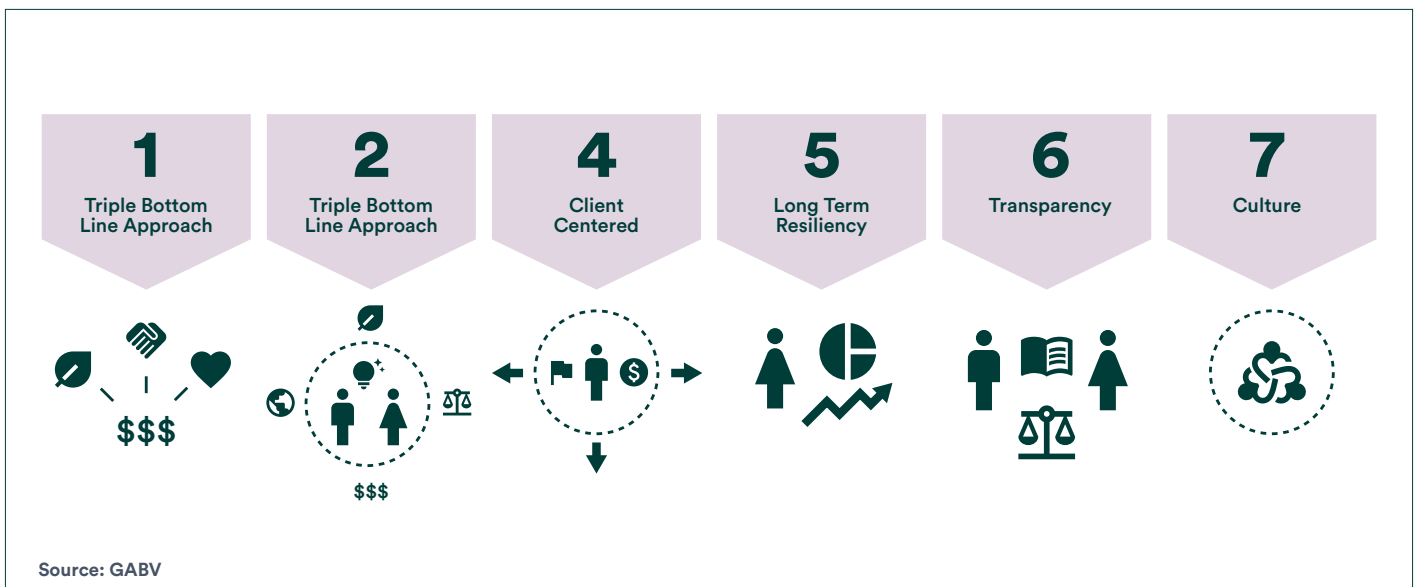 1
Triple Bottom
Line Approach
2
Triple Bottom
Line Approach
4
Client
Centered
5
Long Term
Resiliency
6
Transparency
7
Culture
$$$
$
$$$
Source: GABV